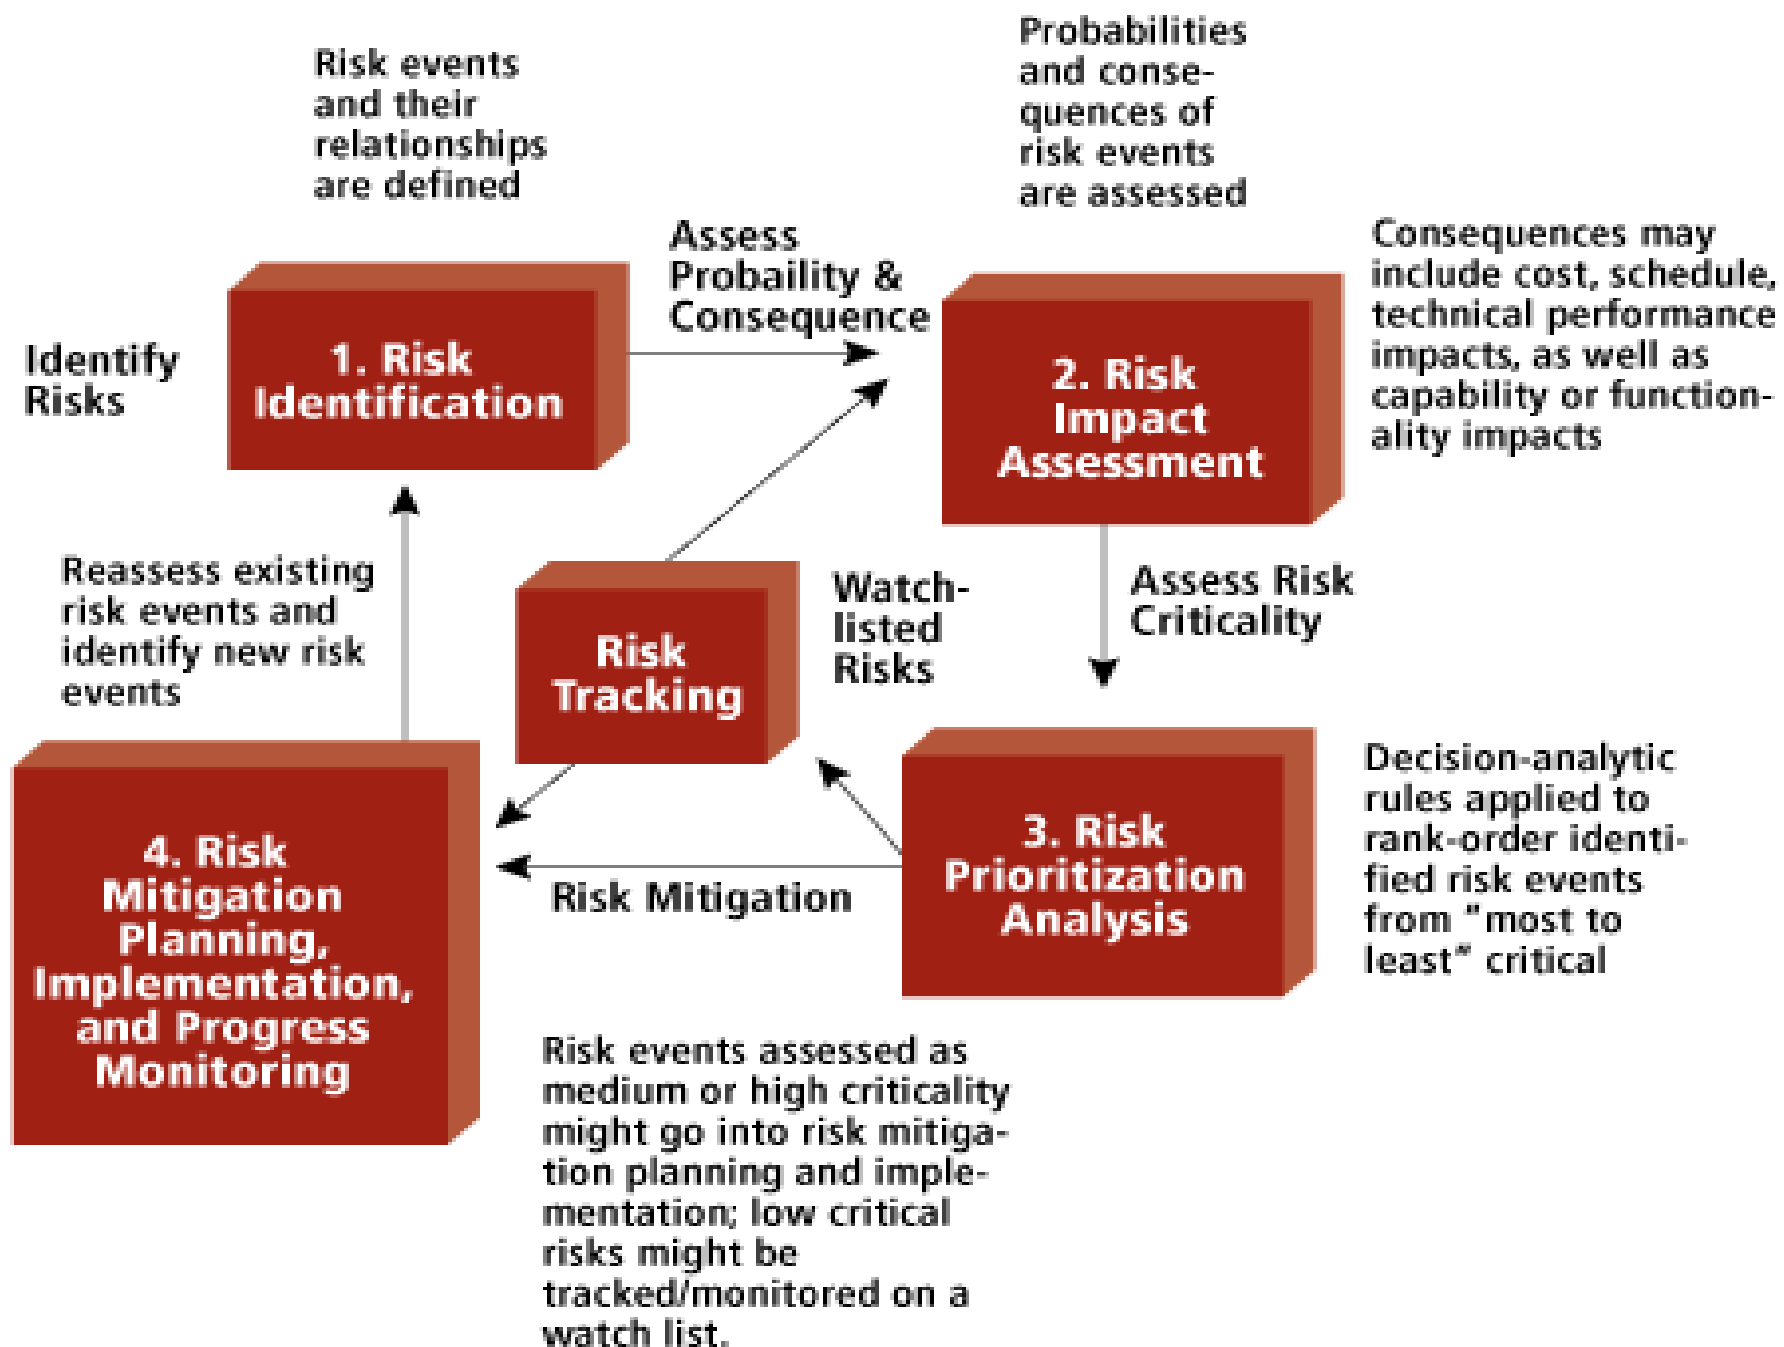 Risk events
and their
relationships
are defined
Probabilities
and conse-
quences of
risk events
are assessed
Assess
Probaility &
Consequence
Consequences may
include cost, schedule,
technical performance
impacts, as well as
capability or function-
ality impacts
Identify
Risks
1. Risk
Identification
2. Risk
Impact
Assessment
Reassess existing
risk events and
identify new risk
events
Risk
Tracking
Watch-
listed
Risks
Assess Risk
Criticality
4. Risk
Mitigation
Planning,
Implementation,
and Progress
Monitoring
Risk Mitigation
3. Risk
Prioritization
Analysis
Decision-analytic
rules applied to
rank-order identi-
fied risk events
from "most to
least" critical
Risk events assessed as
medium or high criticality
might go into risk mitiga-
tion planning and imple-
mentation; low critical
risks might be
tracked/monitored on a
watch list.